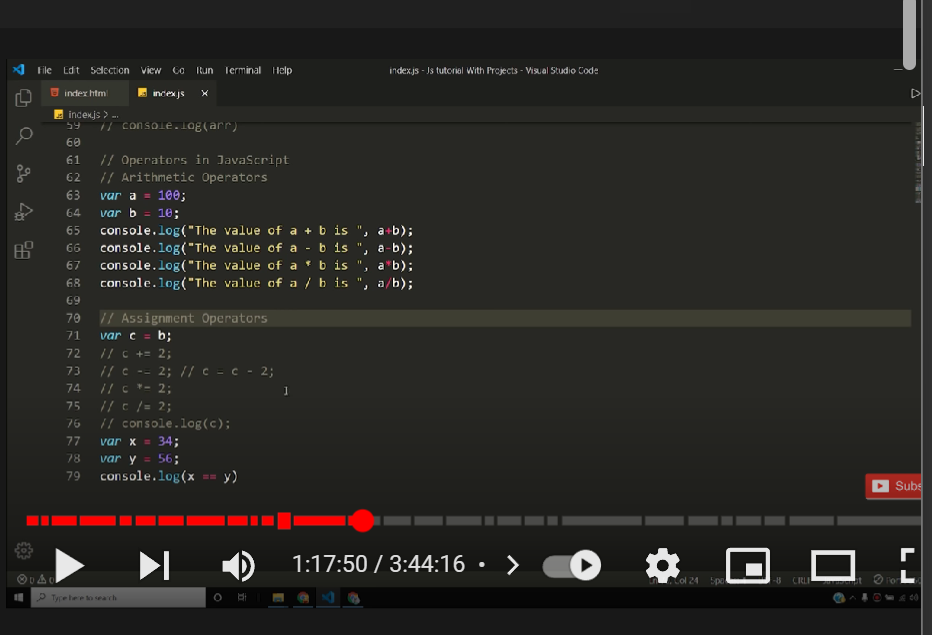 File Edit Selection View Go Run Terminal Help index.js - Js tutorial With Projects - Visual Studio Code
index.html index.js ×
index.js > ...
59 // console.log(arr)
60
61 // Operators in JavaScript
62 // Arithmetic Operators
63 var a = 100;
64 var b = 10;
65 console.log("The value of a + b is ", a+b);
66 console.log("The value of a - b is ", a-b);
67 console.log("The value of a * b is ", a*b);
68 console.log("The value of a / b is ", a/b);
69
70 // Assignment Operators
71 var c = b;
72 // c += 2;
73 // c -= 2; // c = c - 2;
74 // c *= 2;
75 // c /= 2;
76 // console.log(c);
77 var x = 34;
78 var y = 56;
79 console.log(x == y)
Subs
1:17:50 / 3:44:16 •
Type here to search